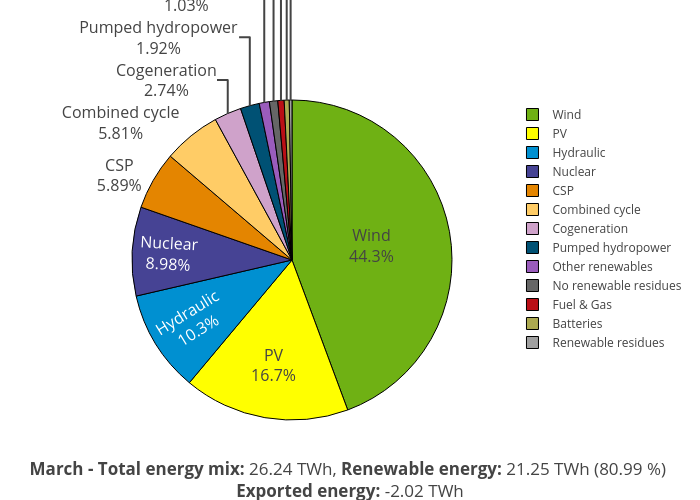 1.03%
Pumped hydropower
1.92%
Cogeneration
2.74%
Combined cycle
5.81%
CSP
5.89%
Nuclear
8.98%
Hydraulic
10.3%
PV
16.7%
Wind
44.3%
Wind
PV
Hydraulic
Nuclear
CSP
Combined cycle
Cogeneration
Pumped hydropower
Other renewables
No renewable residues
Fuel & Gas
Batteries
Renewable residues
March - Total energy mix: 26.24 TWh, Renewable energy: 21.25 TWh (80.99 %)
Exported energy: -2.02 TWh